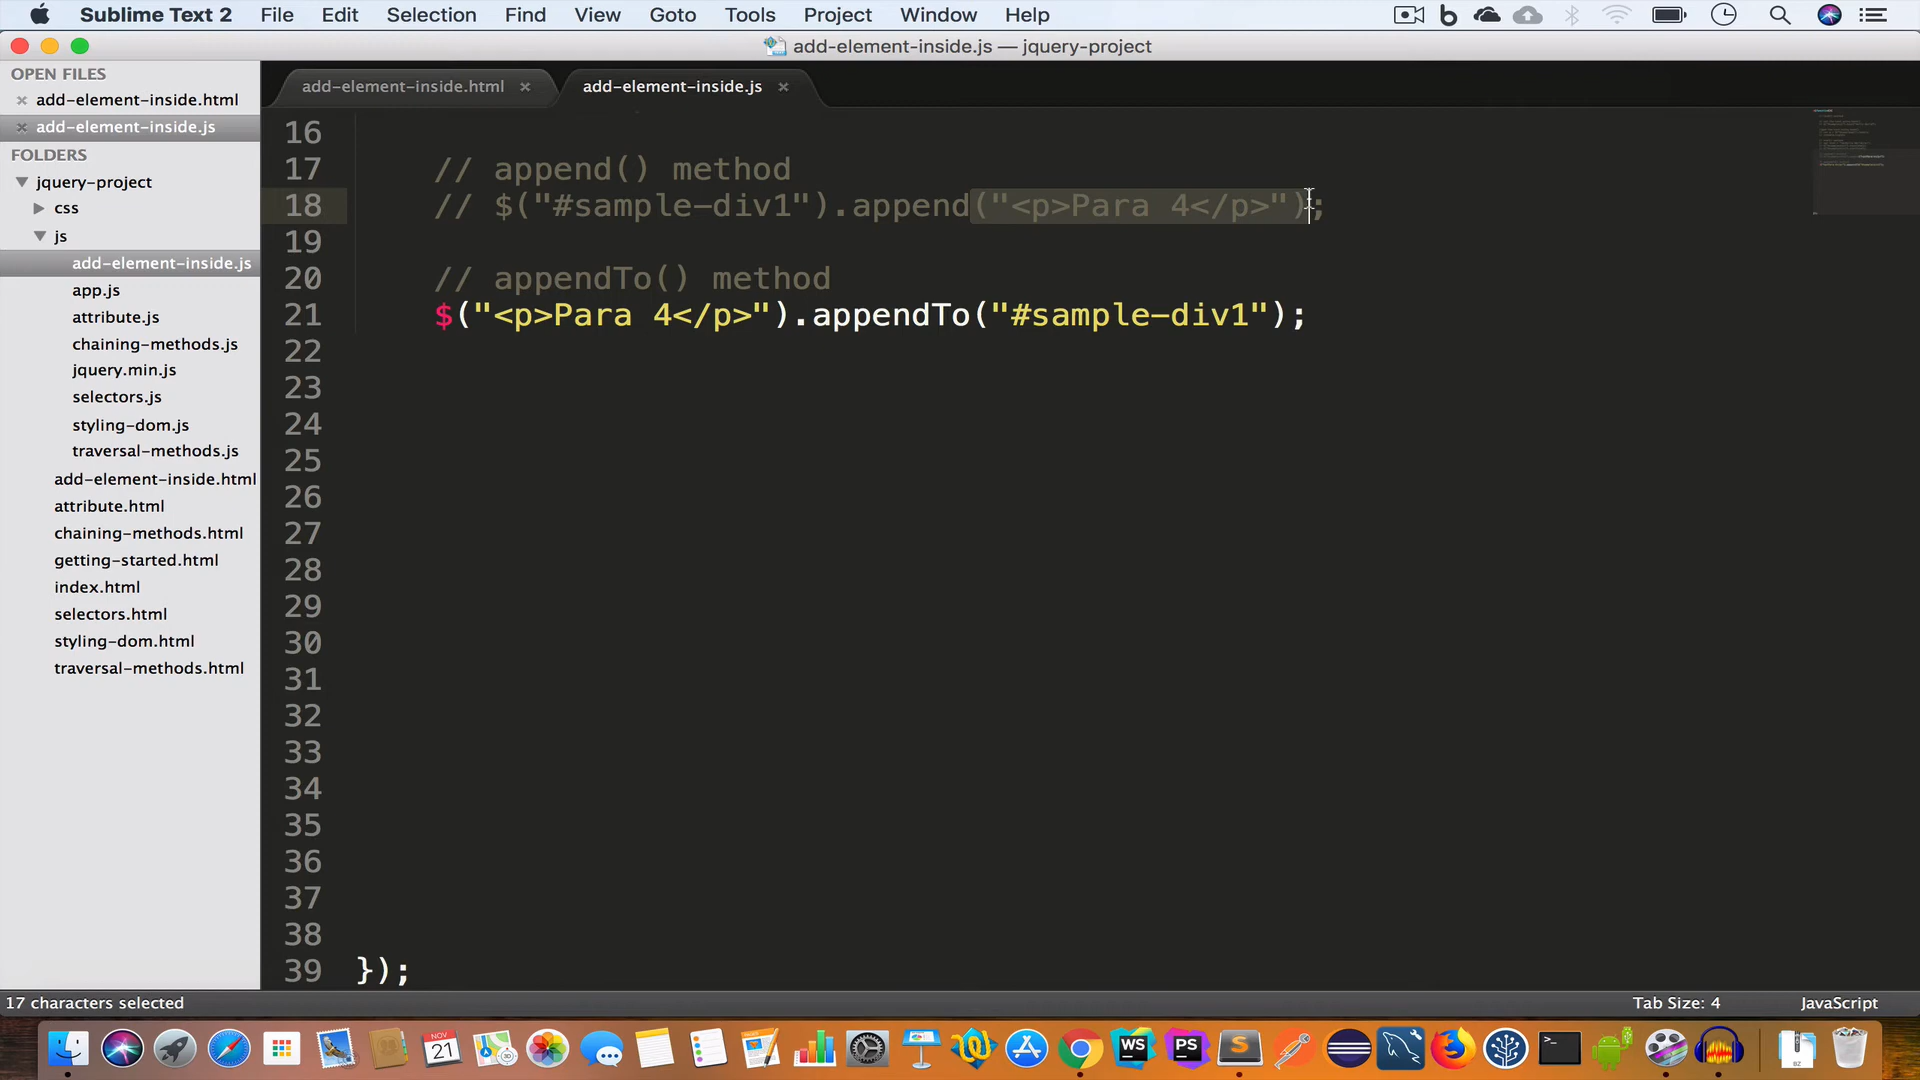 Sublime Text 2 File Edit Selection Find View Goto Tools Project Window Help
add-element-inside.js — jquery-project
OPEN FILES
add-element-inside.html
add-element-inside.js
FOLDERS
jquery-project
css
js
add-element-inside.js
app.js
attribute.js
chaining-methods.js
jquery.min.js
selectors.js
styling-dom.js
traversal-methods.js
add-element-inside.html
attribute.html
chaining-methods.html
getting-started.html
index.html
selectors.html
styling-dom.html
traversal-methods.html
add-element-inside.html × add-element-inside.js ×
16
17 // append() method
18 // $("#sample-div1").append("<p>Para 4</p>");
19
20 // appendTo() method
21 $("<p>Para 4</p>").appendTo("#sample-div1");
22
23
24
25
26
27
28
29
30
31
32
33
34
35
36
37
38
39 });
17 characters selected Tab Size: 4 JavaScript
NOV
21
3D
WS
PS
S
>_
BZ